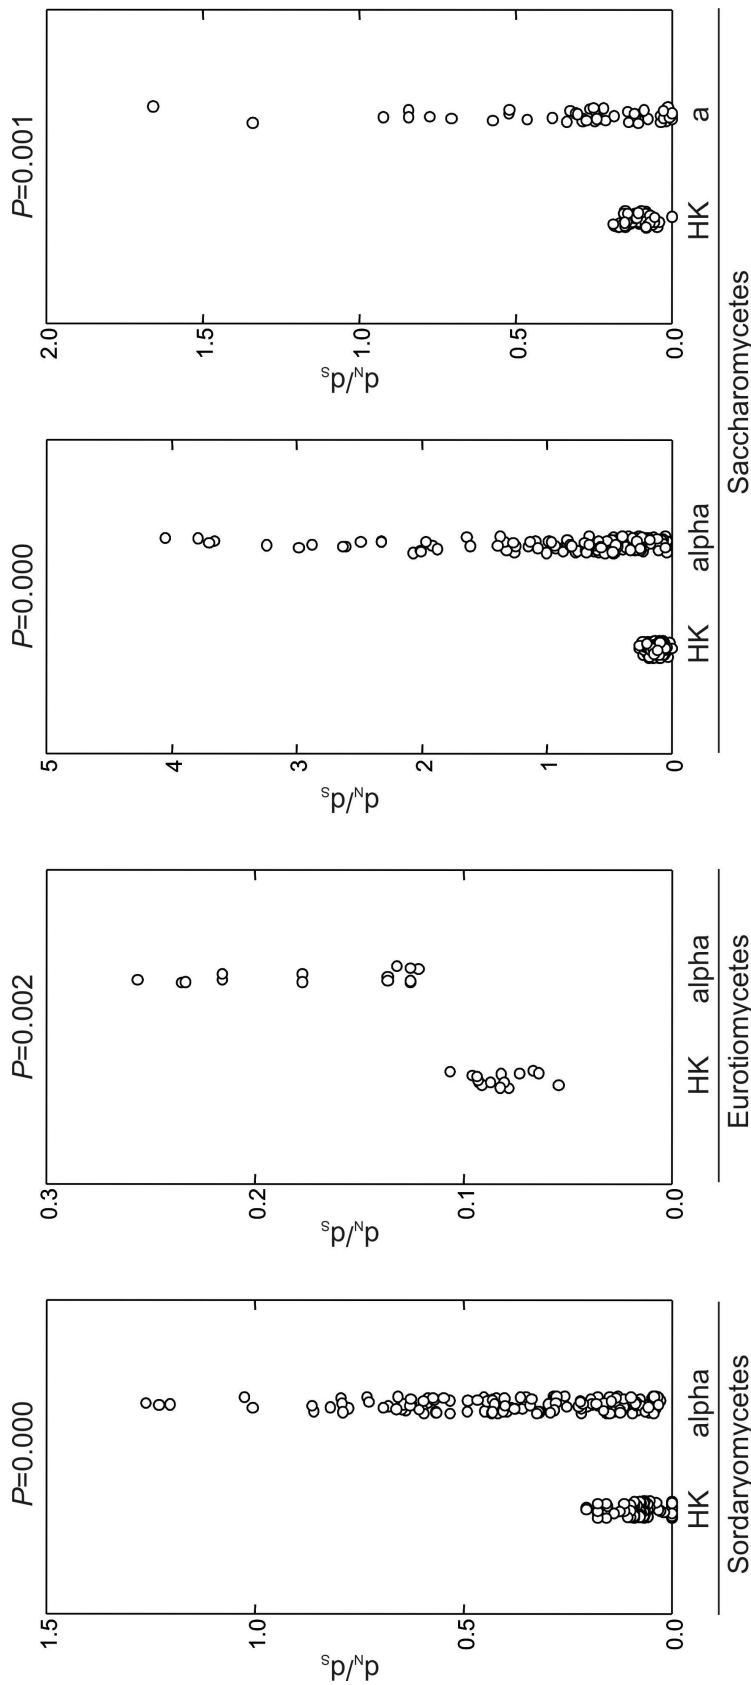 P=0.000
1.5
1.0
0.5
0.0
dN/dS
HK alpha
Sordaryomycetes
P=0.002
0.3
0.2
0.1
0.0
dN/dS
HK alpha
Eurotiomycetes
P=0.000
5
4
3
2
1
0
dN/dS
HK alpha
P=0.001
2.0
1.5
1.0
0.5
0.0
dN/dS
HK a
Saccharomycetes